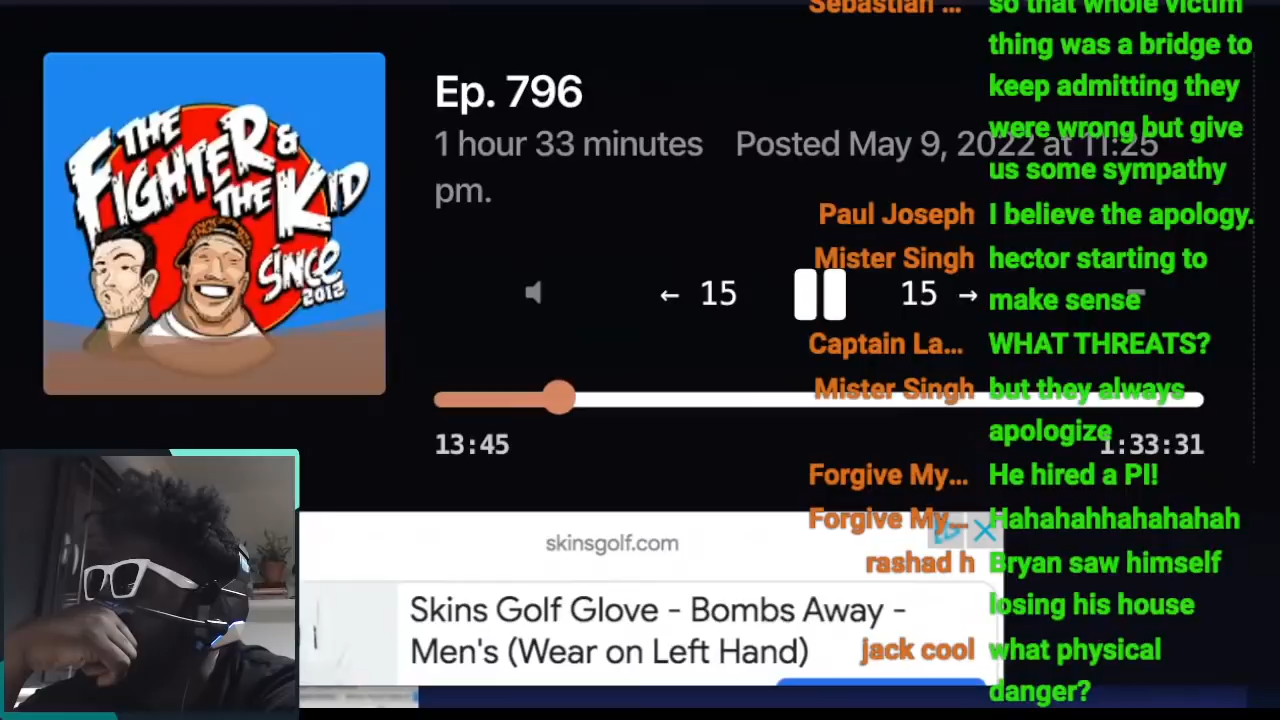 THE
FIGHTER &
THE KID
SINCE
2012
Ep. 796
1 hour 33 minutes Posted May 9, 2022 at 11:25
pm.
← 15 15 →
13:45 1:33:31
skinsgolf.com
Skins Golf Glove - Bombs Away -
Men's (Wear on Left Hand)
Sebastian … so that whole victim
thing was a bridge to
keep admitting they
were wrong but give
us some sympathy
Paul Joseph I believe the apology.
Mister Singh hector starting to
make sense
Captain La… WHAT THREATS?
Mister Singh but they always
apologize
Forgive My… He hired a PI!
Forgive My… Hahahahhahahahah
rashad h Bryan saw himself
losing his house
jack cool what physical
danger?